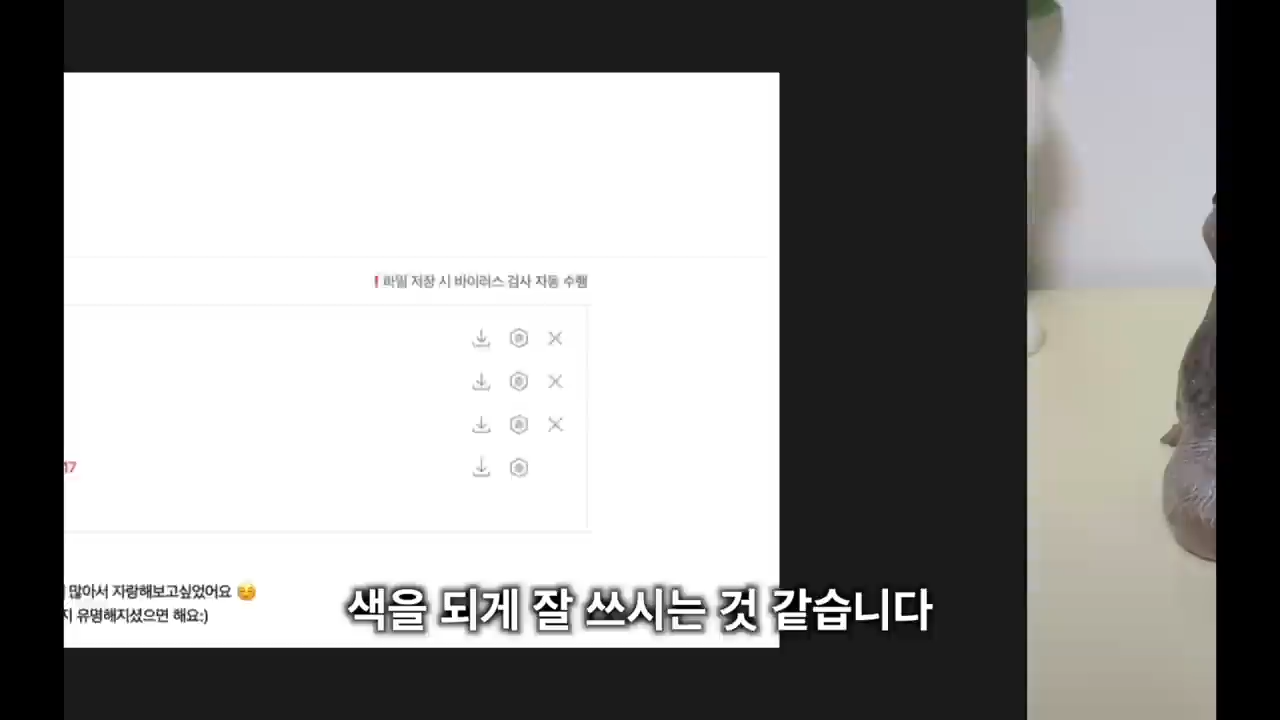 ! 파일 저장 시 바이러스 검사 자동 수행
17
많아서 자랑해보고싶었어요 😊
지 유명해지셨으면 해요:)
색을 되게 잘 쓰시는 것 같습니다